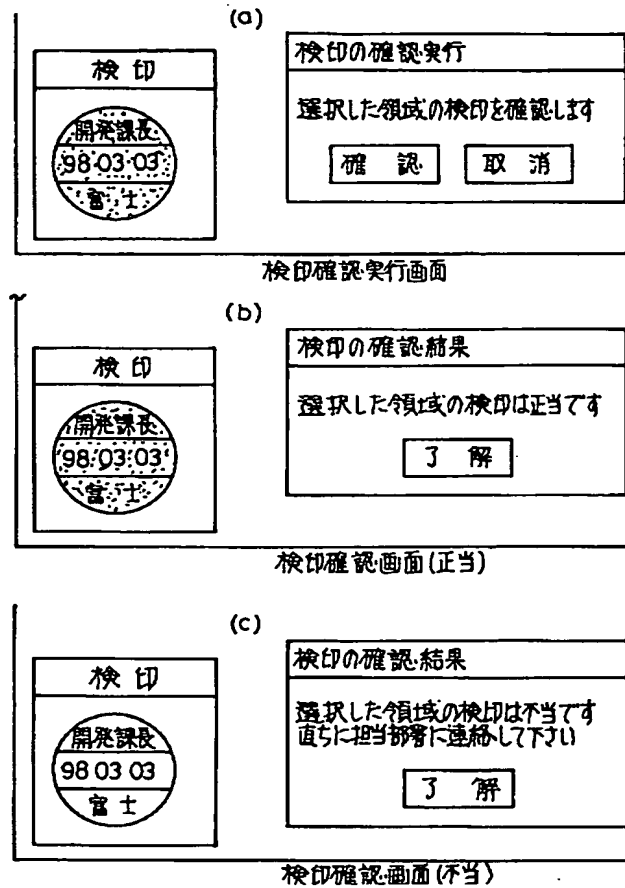 (a)
検印
開発課長
98 03 03
富士
検印の確認実行
選択した領域の検印を確認します
確認 取消
検印確認実行画面
(b)
検印
開発課長
98 03 03
富士
検印の確認結果
選択した領域の検印は正当です
了解
検印確認画面(正当)
(c)
検印
開発課長
98 03 03
富士
検印の確認結果
選択した領域の検印は不当です
直ちに担当部署に連絡して下さい
了解
検印確認画面(不当)